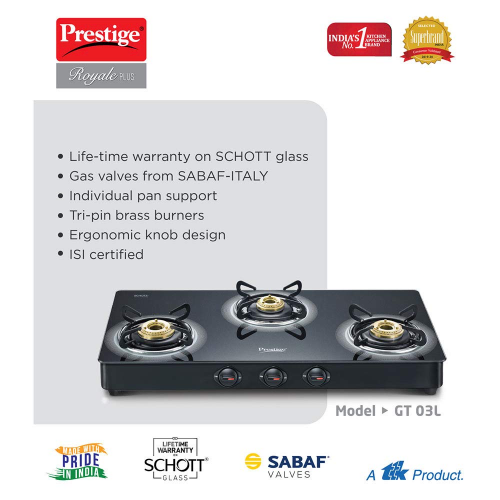 Prestige
Royale PLUS
INDIA'S No. 1 KITCHEN APPLIANCE BRAND
Superbrand
• Life-time warranty on SCHOTT glass
• Gas valves from SABAF-ITALY
• Individual pan support
• Tri-pin brass burners
• Ergonomic knob design
• ISI certified
Prestige
Model ▸ GT 03L
MADE WITH
PRIDE
IN INDIA
LIFETIME
WARRANTY
ON
SCHOTT®
GLASS
SABAF®
VALVES
A ttk Product.